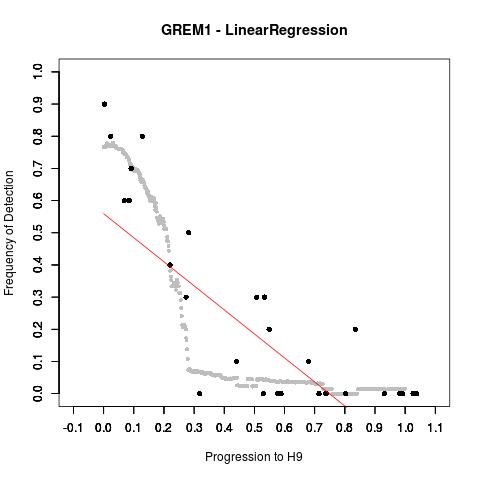 GREM1 - LinearRegression
Frequency of Detection
1.0
0.9
0.8
0.7
0.6
0.5
0.4
0.3
0.2
0.1
0.0
-0.1 0.0 0.1 0.2 0.3 0.4 0.5 0.6 0.7 0.8 0.9 1.0 1.1
Progression to H9